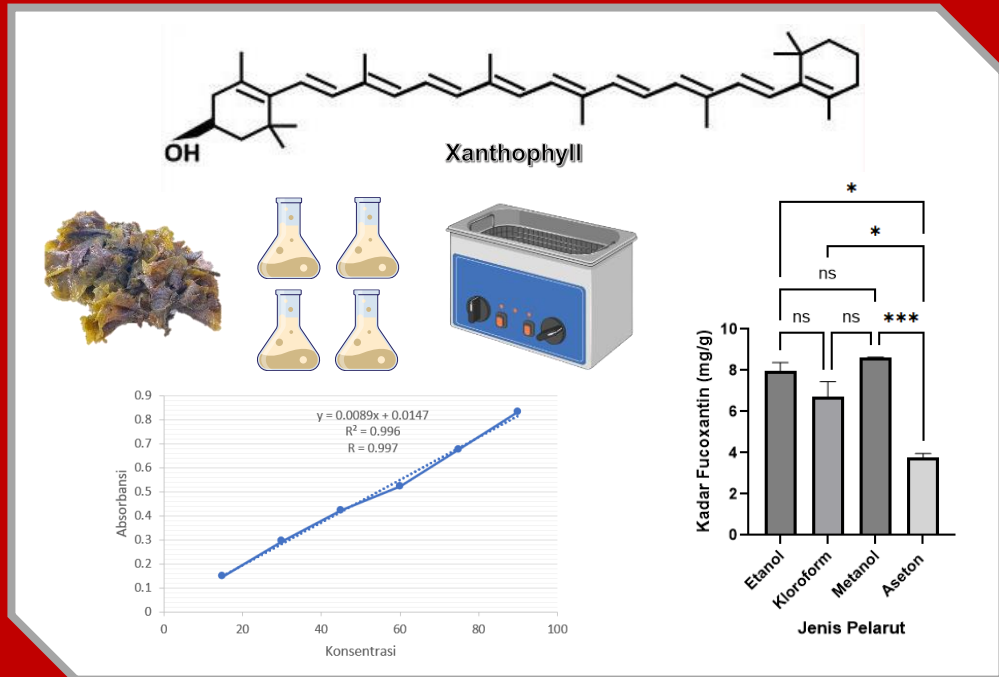 OH
Xanthophyll
y = 0.0089x + 0.0147
R² = 0.996
R = 0.997
Absorbansi
0.9
0.8
0.7
0.6
0.5
0.4
0.3
0.2
0.1
0
0 20 40 60 80 100
Konsentrasi
*
*
ns
ns ns ***
Kadar Fucoxantin (mg/g)
10
8
6
4
2
0
Etanol Kloroform Metanol Aseton
Jenis Pelarut